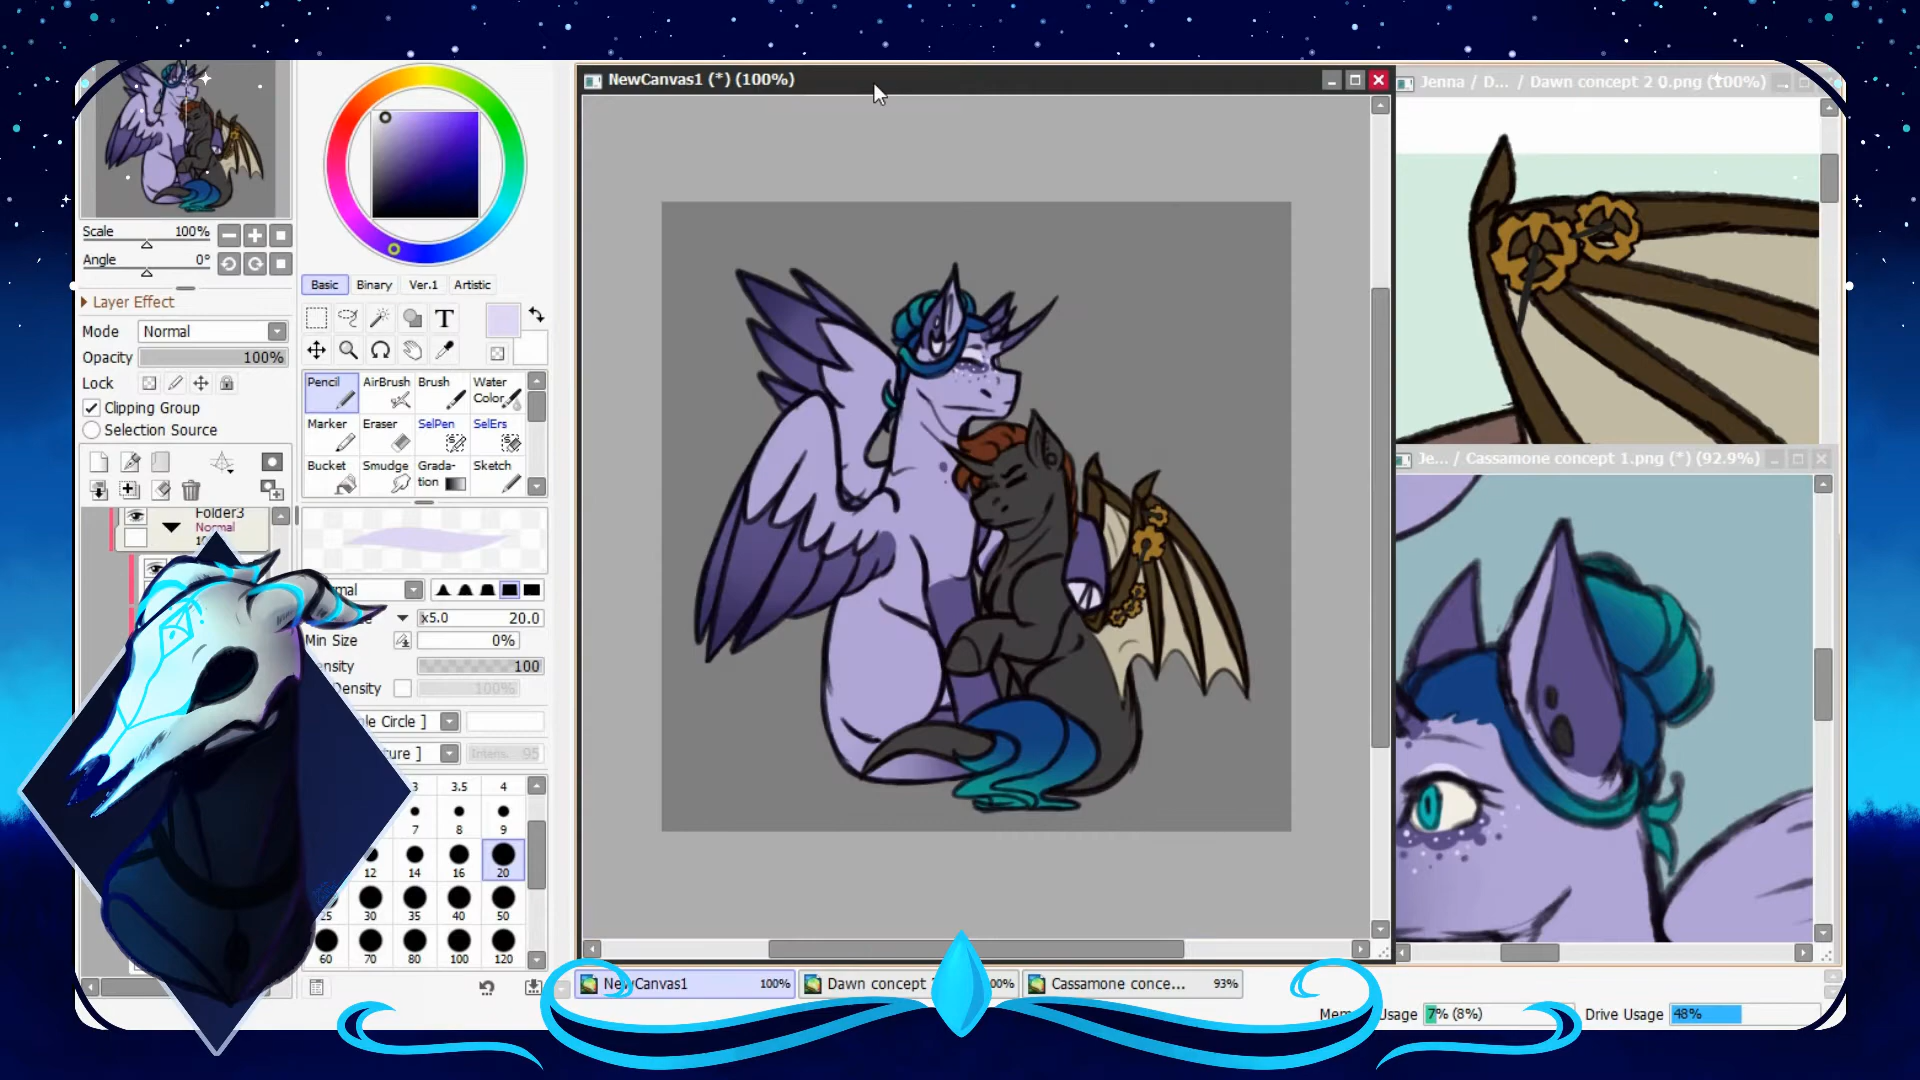 NewCanvas1 (*) (100%)
Jenna / D... / Dawn concept 2 0.png (100%)
Scale 100%
Angle 0°
Layer Effect
Mode Normal
Opacity 100%
Lock
Clipping Group
Selection Source
Folder3
Normal
Basic Binary Ver.1 Artistic
T
Pencil AirBrush Brush Water Color
Marker Eraser SelPen SelErs
Bucket Smudge Grada-tion Sketch
x5.0 20.0
Min Size 0%
100
Density 100%
Circle ]
95
3 3.5 4
7 8 9
12 14 16 20
25 30 35 40 50
60 70 80 100 120
Je... / Cassamone concept 1.png (*) (92.9%)
NewCanvas1 100%
Dawn concept
Cassamone conce... 93%
7% (8%)
Drive Usage 48%